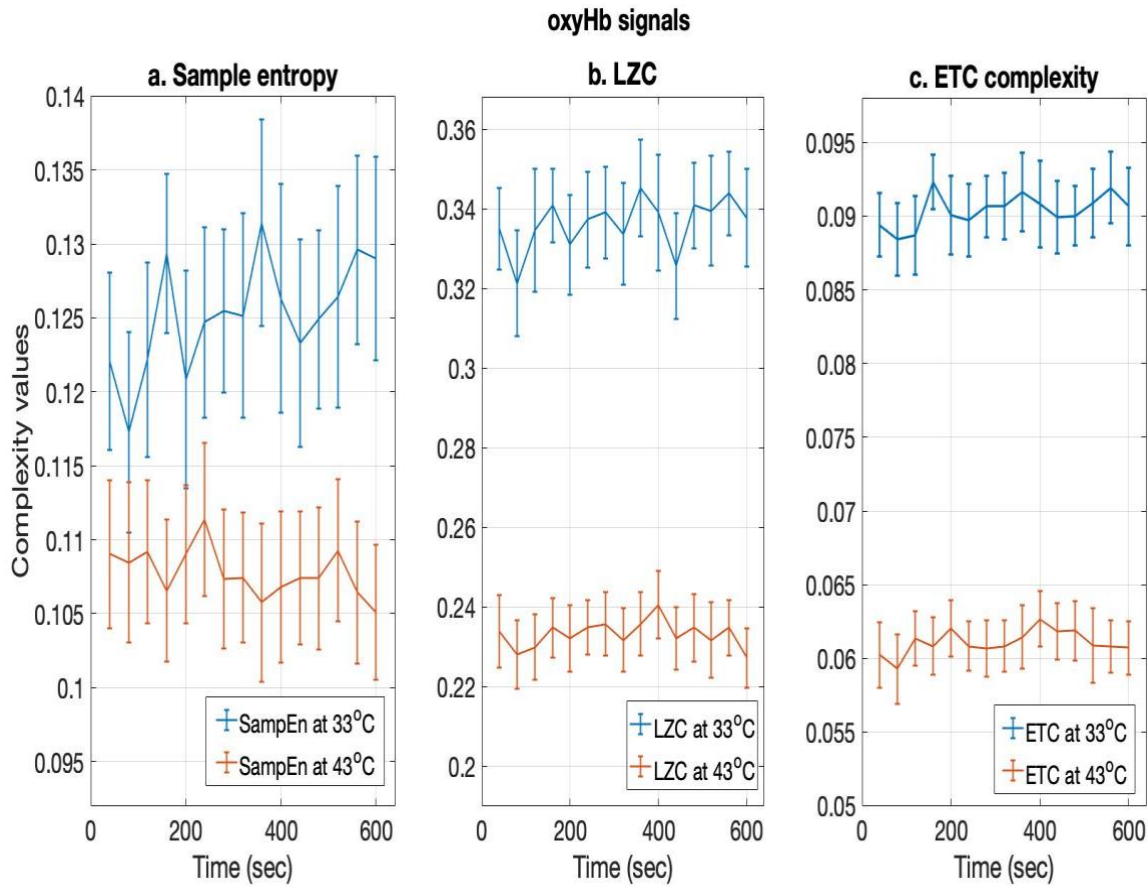 oxyHb signals
a. Sample entropy
b. LZC
c. ETC complexity
Complexity values
0.14
0.135
0.13
0.125
0.12
0.115
0.11
0.105
0.1
0.095
SampEn at 33°C
SampEn at 43°C
0 200 400 600
Time (sec)
0.36
0.34
0.32
0.3
0.28
0.26
0.24
0.22
0.2
LZC at 33°C
LZC at 43°C
0 200 400 600
Time (sec)
0.095
0.09
0.085
0.08
0.075
0.07
0.065
0.06
0.055
0.05
ETC at 33°C
ETC at 43°C
0 200 400 600
Time (sec)